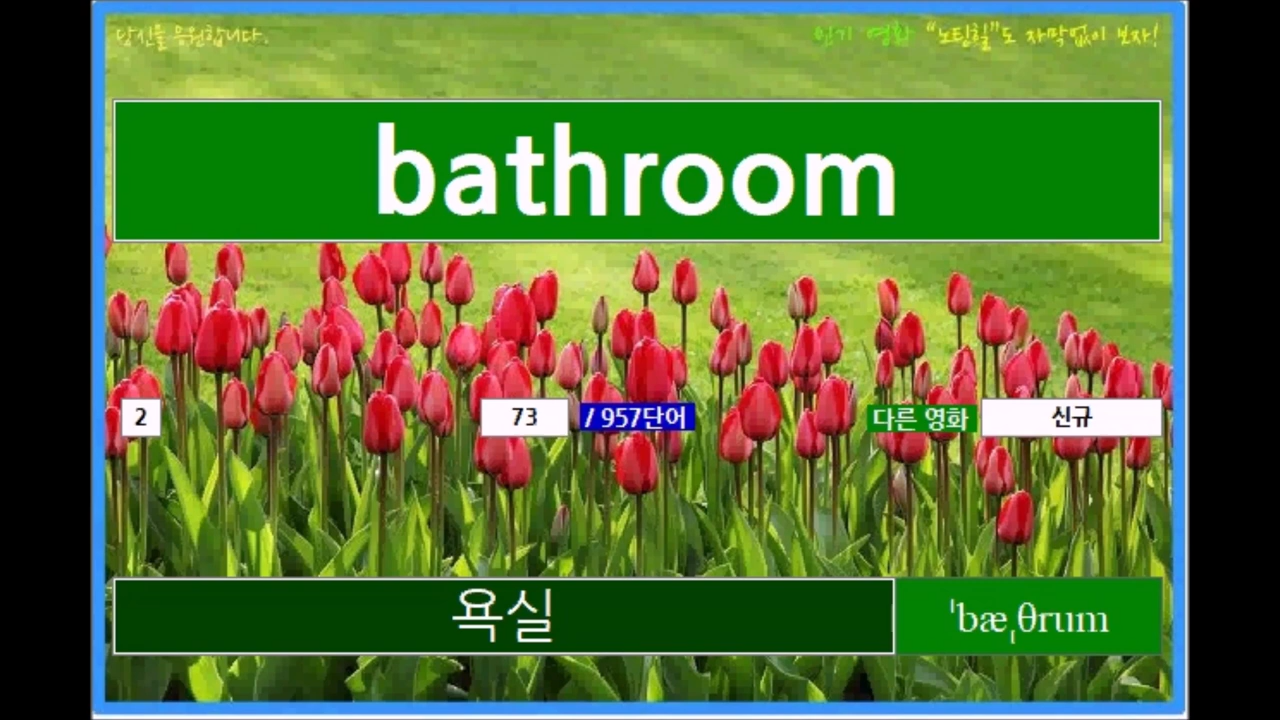 당신을 응원합니다.
인기 영화 “노팅힐”도 자막없이 보자!
bathroom
2
73 / 957단어
다른 영화 신규
욕실
ˈbæˌθrum